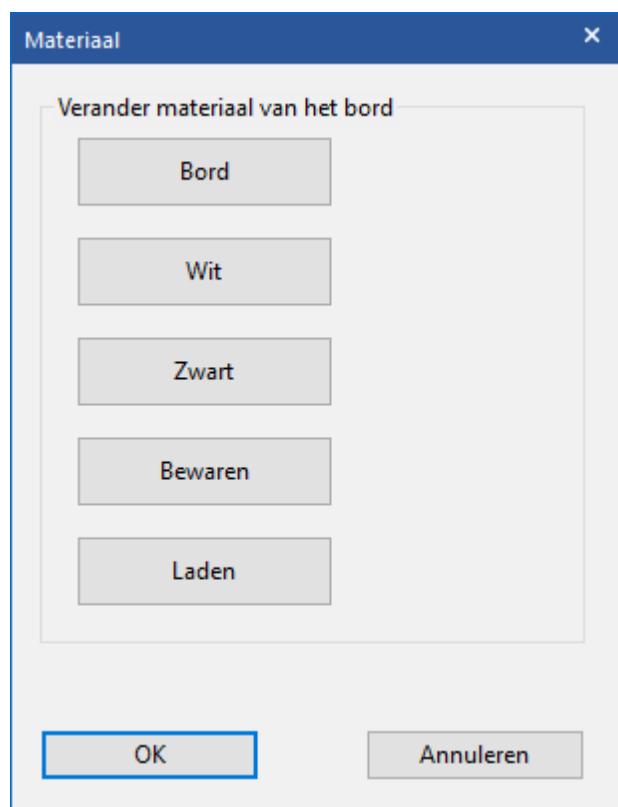 Materiaal
Verander materiaal van het bord
Bord
Wit
Zwart
Bewaren
Laden
OK
Annuleren